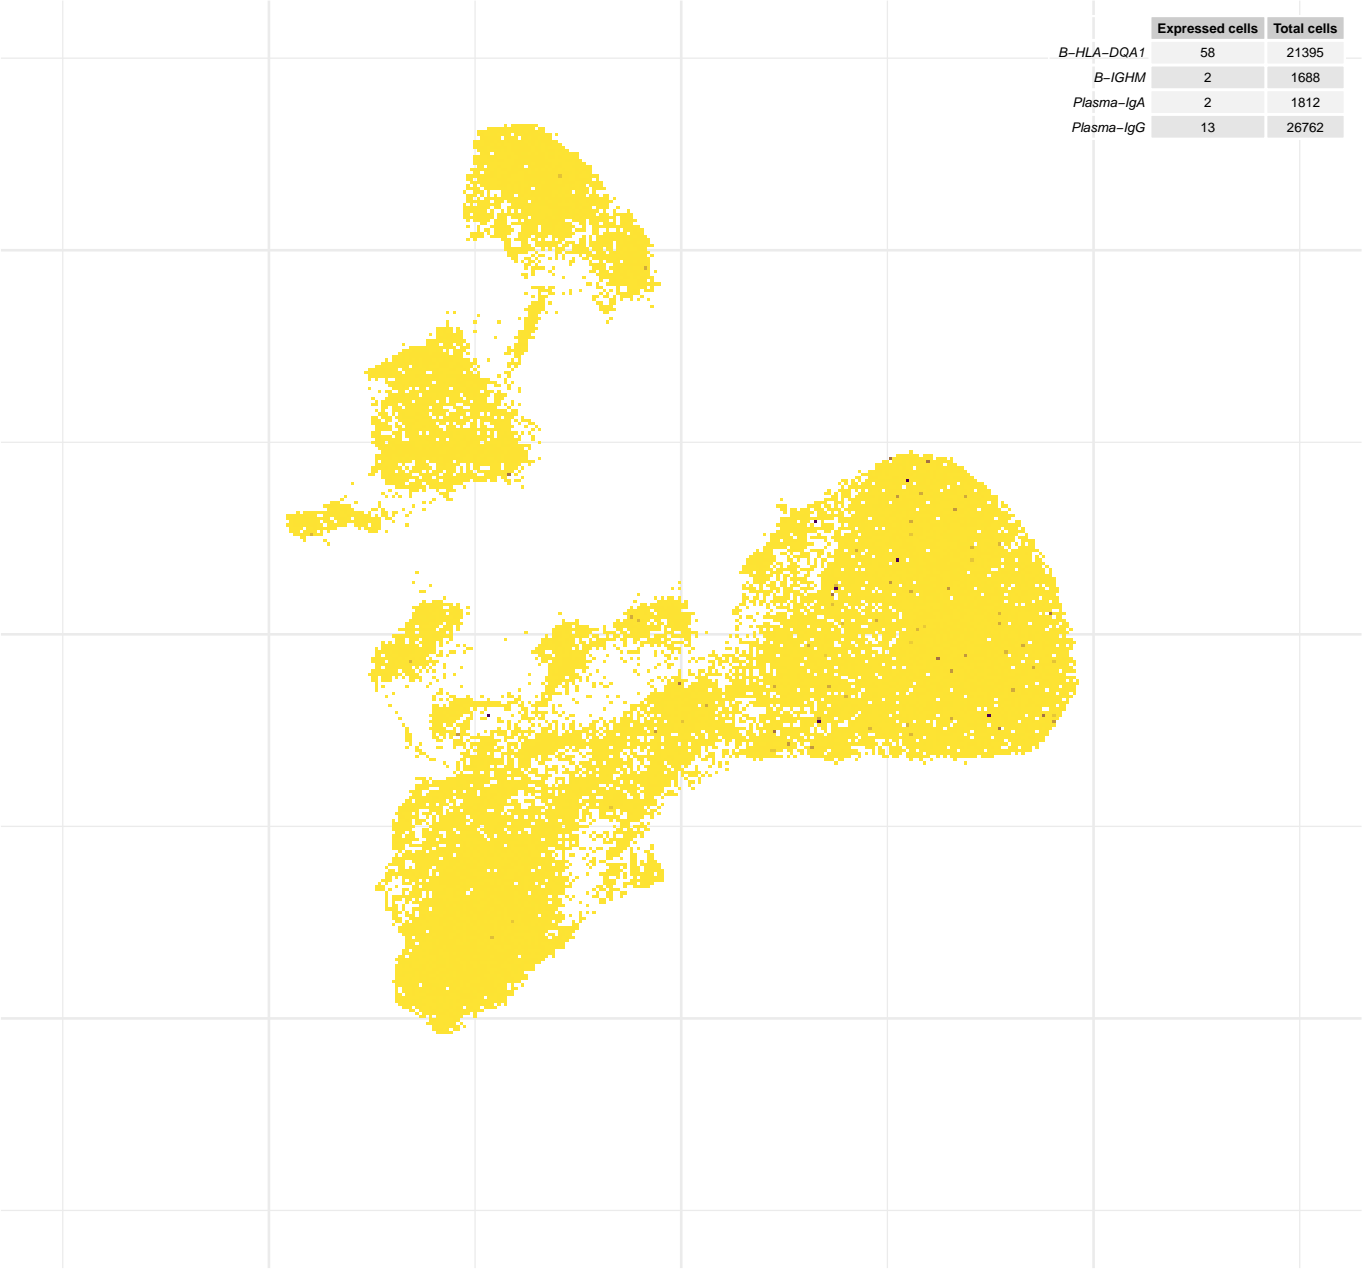 Expressed cells Total cells
B−HLA−DQA1 58 21395
B−IGHM 2 1688
Plasma−IgA 2 1812
Plasma−IgG 13 26762